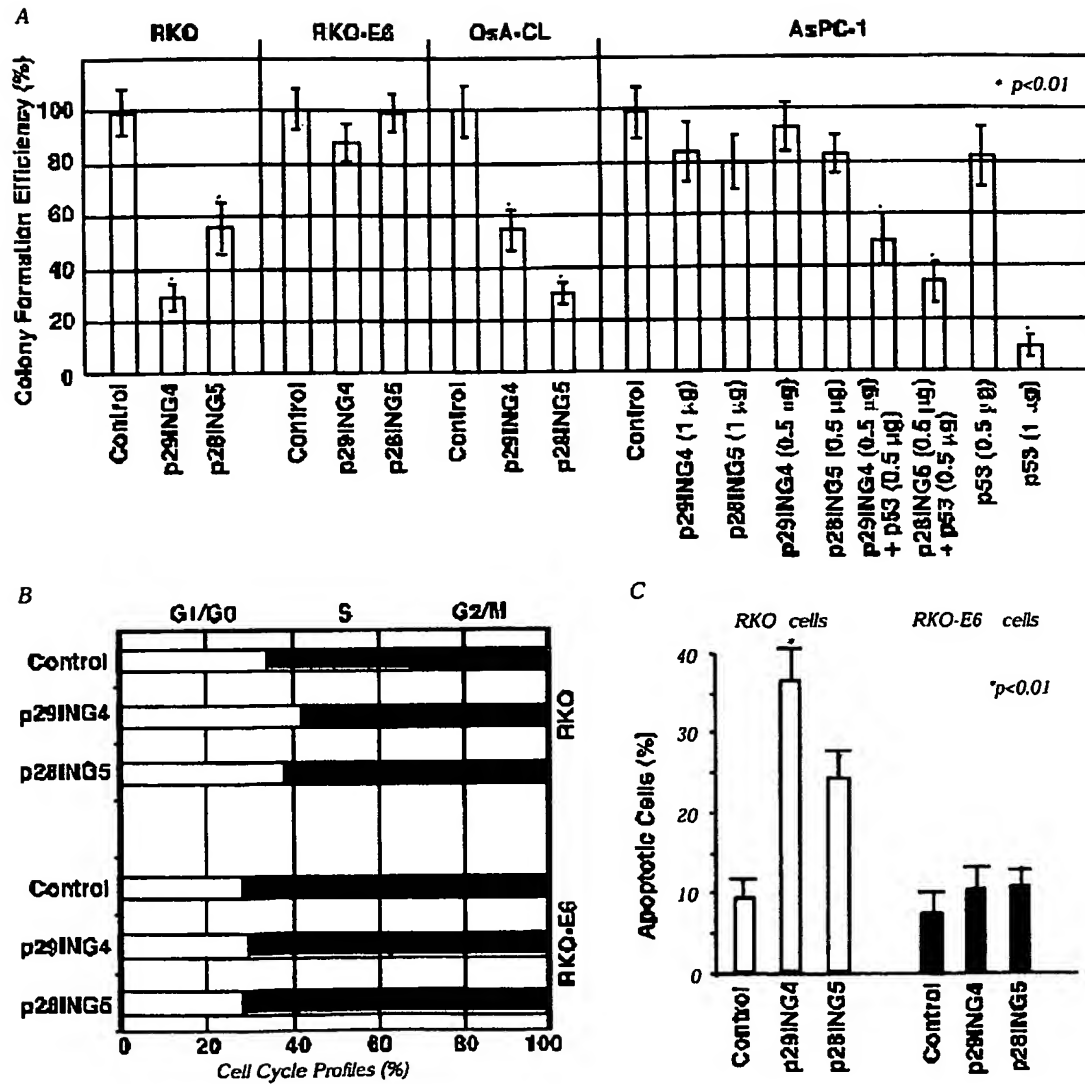 A
RKO RKO-E6 OsA-CL AsPC-1
* p<0.01
Colony Formation Efficiency (%)
100
80
60
40
20
0
Control
p29ING4
p28ING5
Control
p29ING4
p28ING5
Control
p29ING4
p28ING5
Control
p29ING4 (1 µg)
p28ING5 (1 µg)
p29ING4 (0.5 µg)
p28ING5 (0.5 µg)
p29ING4 (0.5 µg)
+ p53 (0.5 µg)
p28ING5 (0.5 µg)
+ p53 (0.5 µg)
p53 (0.5 µg)
p53 (1 µg)
B
G1/G0 S G2/M
Control
p29ING4
p28ING5
RKO
Control
p29ING4
p28ING5
RKO-E6
0 20 40 60 80 100
Cell Cycle Profiles (%)
C
RKO cells RKO-E6 cells
*
*p<0.01
Apoptotic Cells (%)
40
35
30
25
20
10
0
Control
p29ING4
p28ING5
Control
p29ING4
p28ING5